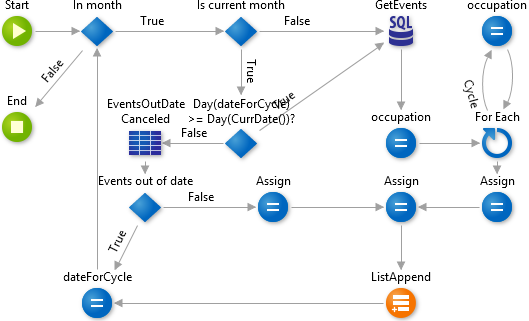 Start
In month
Is current month
GetEvents
occupation
True
False
SQL
False
True
True
Cycle
End
EventsOutDate
Canceled
Day(dateForCycle)
>= Day(CurrDate())?
False
occupation
For Each
Events out of date
Assign
Assign
Assign
False
True
dateForCycle
ListAppend